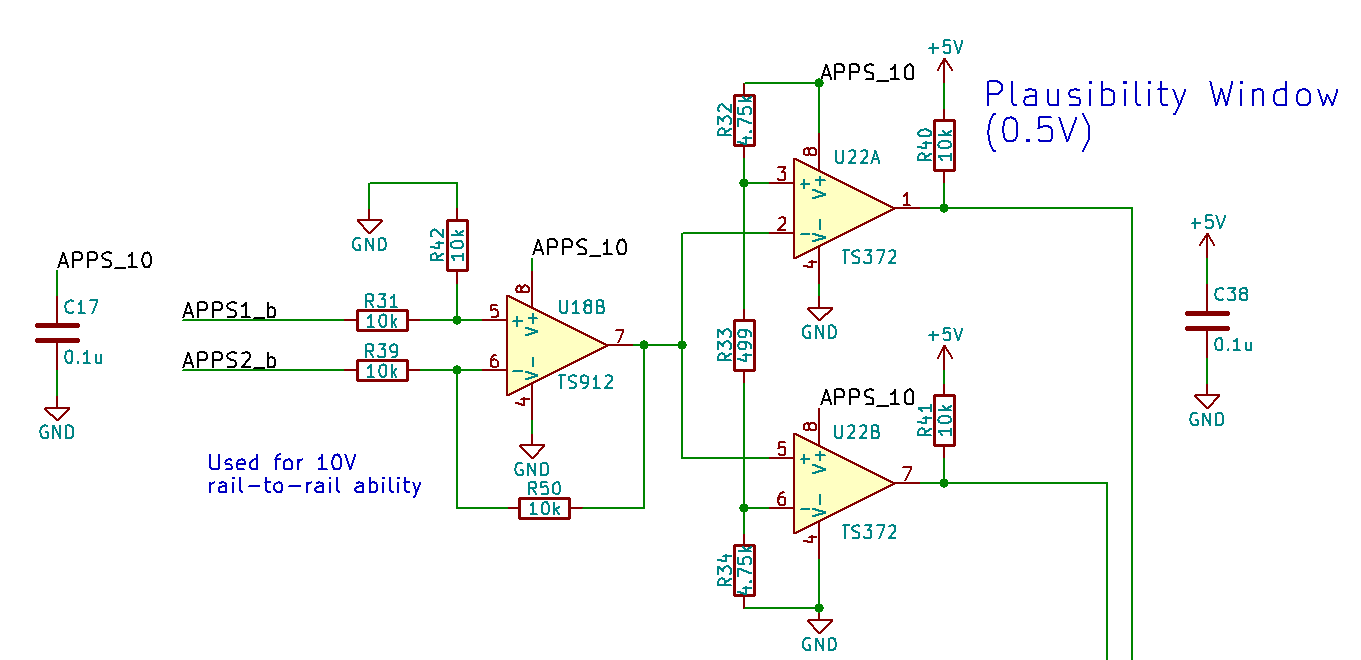 +5V
APPS_10
Plausibility Window
(0.5V)
R32
4.75k
8
U22A
R40
10k
3
+
V+
1
2
-
V-
4
TS372
GND
GND
R42
10k
APPS_10
APPS_10
8
U18B
C17
0.1u
GND
APPS1_b
R31
10k
5
+
V+
7
APPS2_b
R39
10k
6
-
V-
4
TS912
GND
Used for 10V
rail-to-rail ability
R50
10k
R33
499
+5V
C38
0.1u
GND
+5V
APPS_10
8
U22B
R41
10k
5
+
V+
7
6
-
V-
4
TS372
R34
4.75k
GND